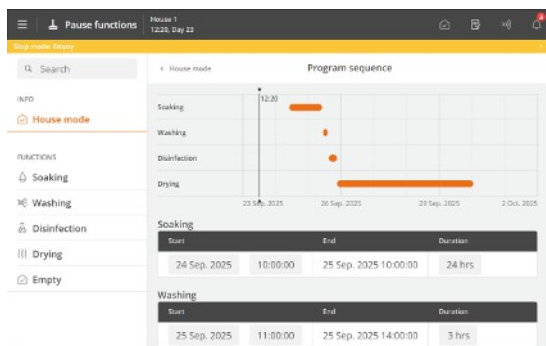 Pause functions
House 1
12:20, Day 23
2
Stop mode: Empty
Search
INFO
House mode
FUNCTIONS
Soaking
Washing
Disinfection
Drying
Empty
< House mode
Program sequence
12:20
Soaking
Washing
Disinfection
Drying
23 Sep. 2025 26 Sep. 2025 29 Sep. 2025 2 Oct. 2025
Soaking
Start End Duration
24 Sep. 2025 10:00:00 25 Sep. 2025 10:00:00 24 hrs
Washing
Start End Duration
25 Sep. 2025 11:00:00 25 Sep. 2025 14:00:00 3 hrs